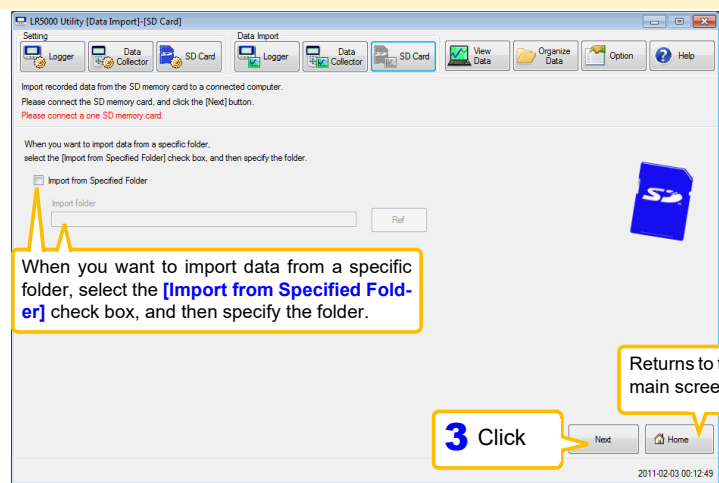 LR5000 Utility [Data Import]-[SD Card]
Setting
Data Import
Logger
Data
Collector
SD Card
Logger
Data
Collector
SD Card
View
Data
Organize
Data
Option
Help
Import recorded data from the SD memory card to a connected computer.
Please connect the SD memory card, and click the [Next] button.
Please connect a one SD memory card.
When you want to import data from a specific folder,
select the [Import from Specified Folder] check box, and then specify the folder.
Import from Specified Folder
Import folder
Ref
SD
When you want to import data from a specific
folder, select the [Import from Specified Fold-
er] check box, and then specify the folder.
Returns to
main scree
3 Click
Next
Home
2011-02-03 00:12:49